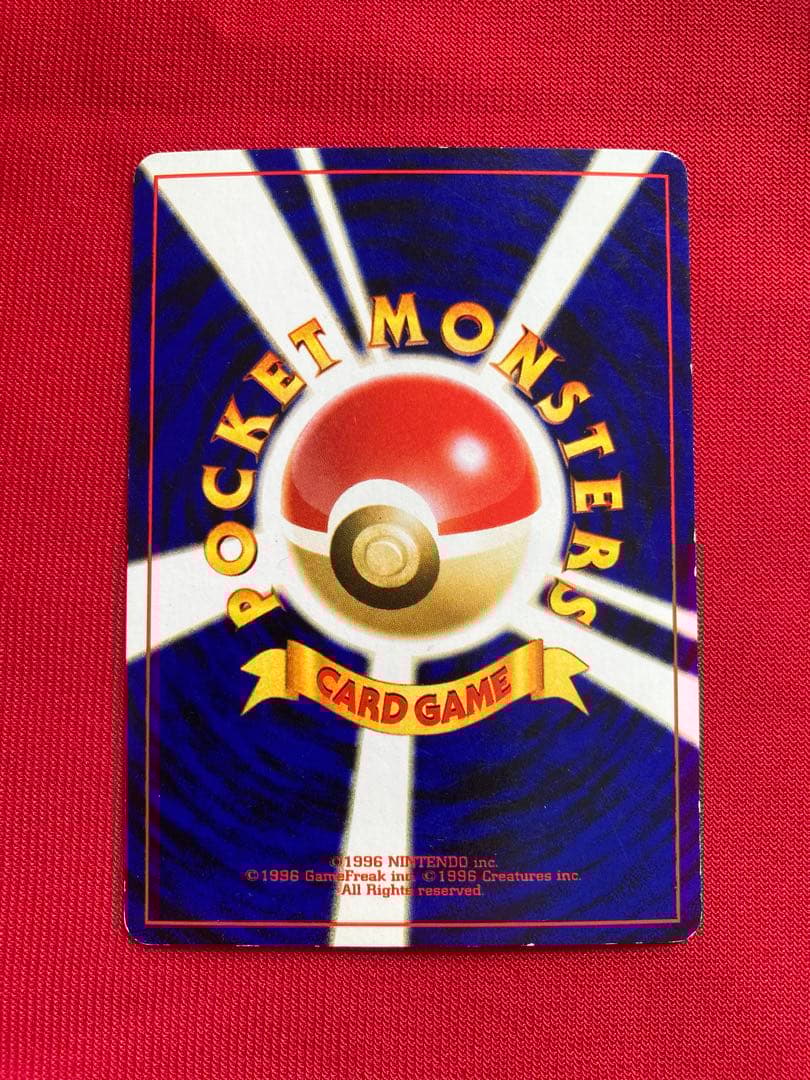 POCKET MONSTERS
CARD GAME
©1996 NINTENDO inc.
©1996 GameFreak inc. ©1996 Creatures inc.
All Rights reserved.